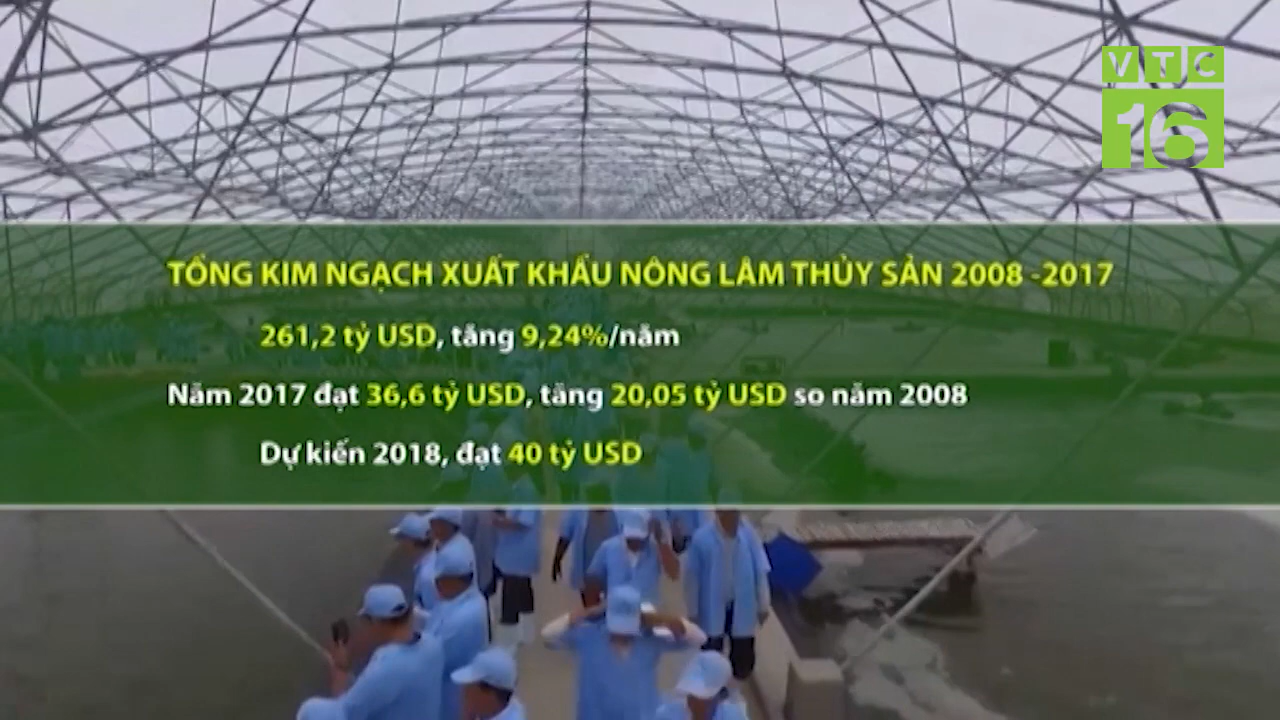 VTC
16
TỔNG KIM NGẠCH XUẤT KHẨU NÔNG LÂM THỦY SẢN 2008 -2017
261,2 tỷ USD, tăng 9,24%/năm
Năm 2017 đạt 36,6 tỷ USD, tăng 20,05 tỷ USD so năm 2008
Dự kiến 2018, đạt 40 tỷ USD